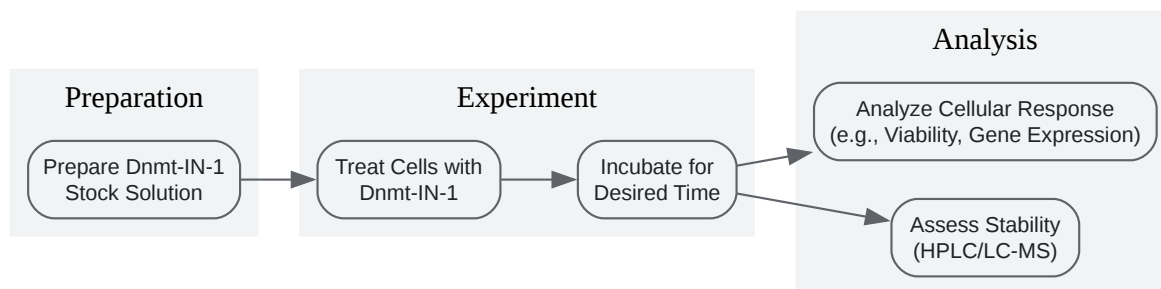 Preparation
Prepare Dnmt-IN-1
Stock Solution
Experiment
Treat Cells with
Dnmt-IN-1
Incubate for
Desired Time
Analysis
Analyze Cellular Response
(e.g., Viability, Gene Expression)
Assess Stability
(HPLC/LC-MS)